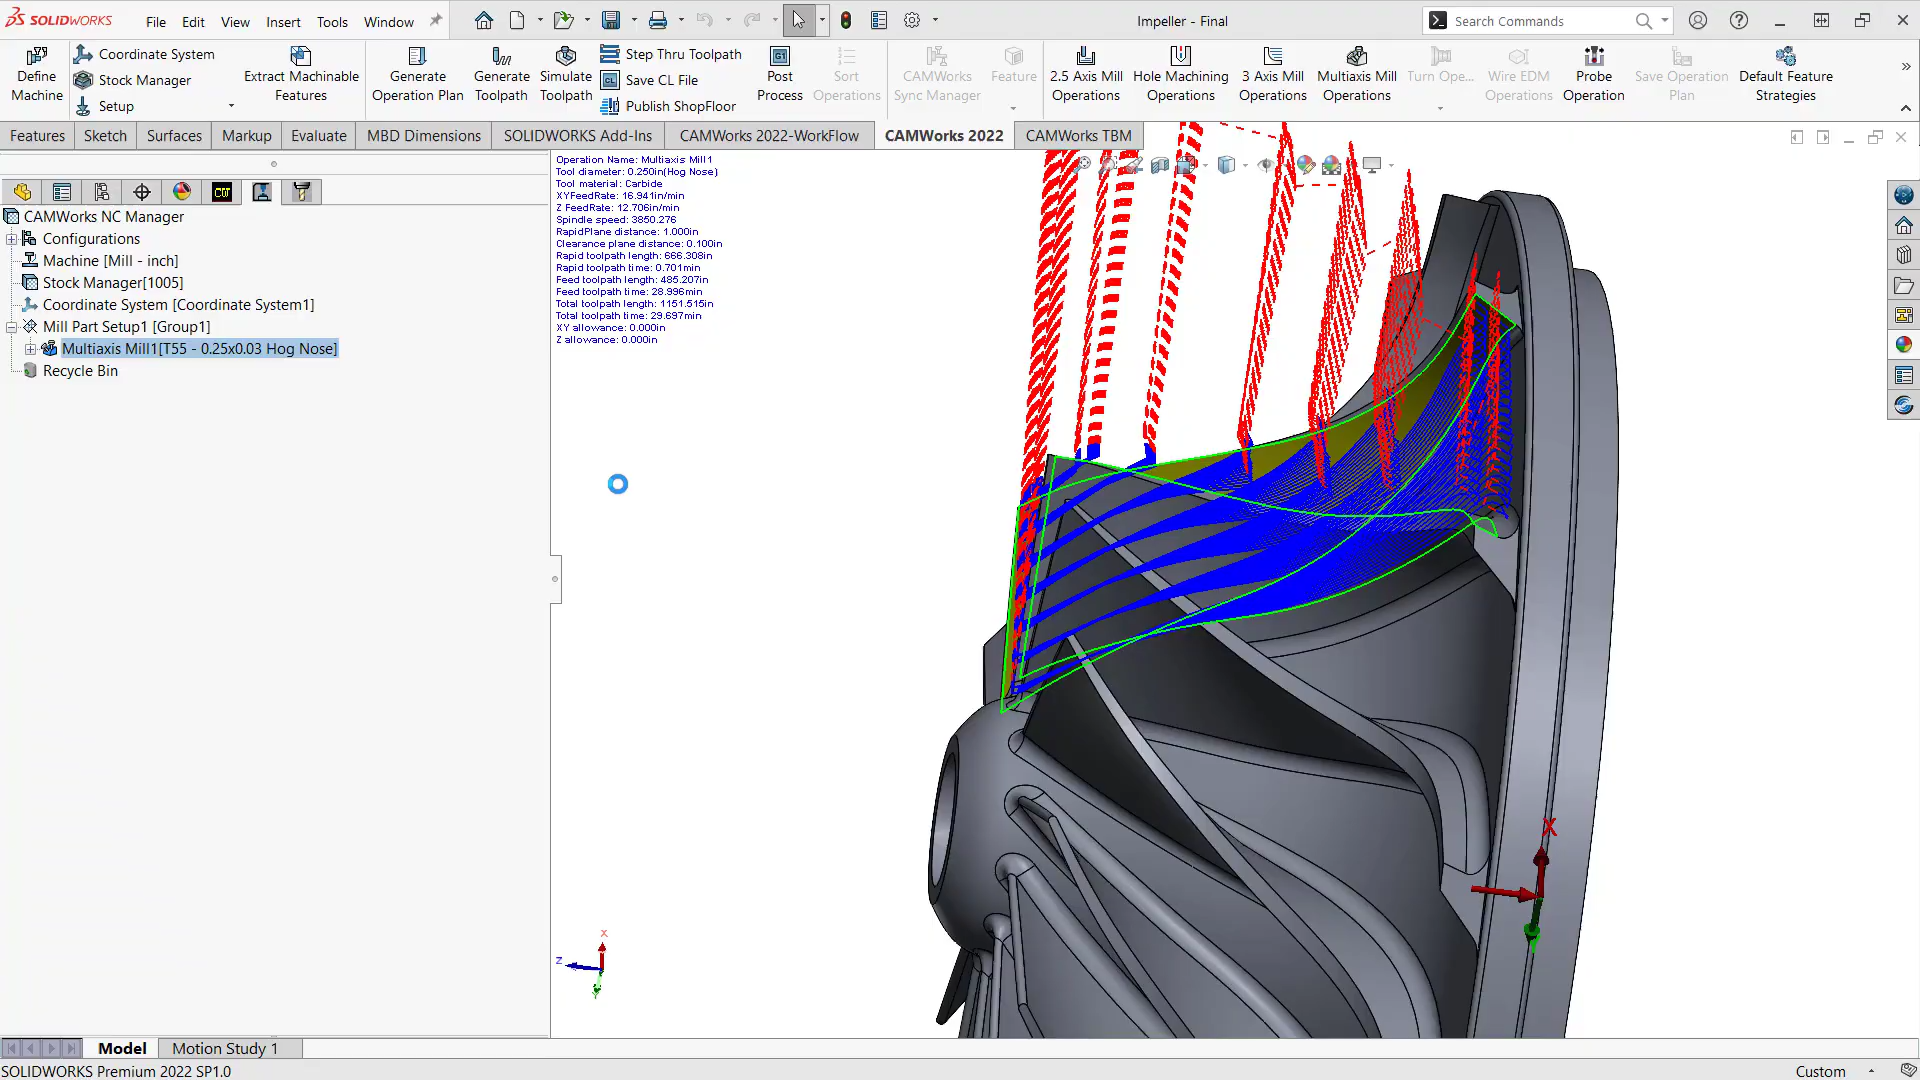 SOLIDWORKS File Edit View Insert Tools Window Impeller - Final Search Commands
Define Machine
Coordinate System
Stock Manager
Setup
Extract Machinable Features
Generate Operation Plan
Generate Toolpath
Simulate Toolpath
Step Thru Toolpath
Save CL File
Publish ShopFloor
Post Process
Sort Operations
CAMWorks Sync Manager
Feature
2.5 Axis Mill Operations
Hole Machining Operations
3 Axis Mill Operations
Multiaxis Mill Operations
Turn Ope...
Wire EDM Operations
Probe Operation
Save Operation Plan
Default Feature Strategies
Features Sketch Surfaces Markup Evaluate MBD Dimensions SOLIDWORKS Add-Ins CAMWorks 2022-WorkFlow CAMWorks 2022 CAMWorks TBM
CAMWorks NC Manager
Configurations
Machine [Mill - inch]
Stock Manager[1005]
Coordinate System [Coordinate System1]
Mill Part Setup1 [Group1]
Multiaxis Mill1[T55 - 0.25x0.03 Hog Nose]
Recycle Bin
Operation Name: Multiaxis Mill1
Tool diameter: 0.250in(Hog Nose)
Tool material: Carbide
XYFeedRate: 16.941in/min
Z FeedRate: 12.706in/min
Spindle speed: 3850.276
RapidPlane distance: 1.000in
Clearance plane distance: 0.100in
Rapid toolpath length: 666.308in
Rapid toolpath time: 0.701min
Feed toolpath length: 485.207in
Feed toolpath time: 28.996min
Total toolpath length: 1151.515in
Total toolpath time: 29.697min
XY allowance: 0.000in
Z allowance: 0.000in
X
X
Z
Y
Model Motion Study 1
SOLIDWORKS Premium 2022 SP1.0 Custom